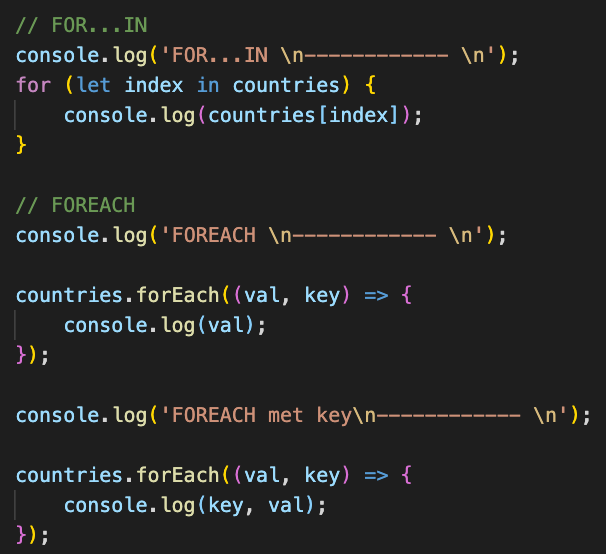 // FOR...IN
console.log('FOR...IN \n------------ \n');
for (let index in countries) {
    console.log(countries[index]);
}
// FOREACH
console.log('FOREACH \n------------ \n');
countries.forEach((val, key) => {
    console.log(val);
});
console.log('FOREACH met key\n------------ \n');
countries.forEach((val, key) => {
    console.log(key, val);
});